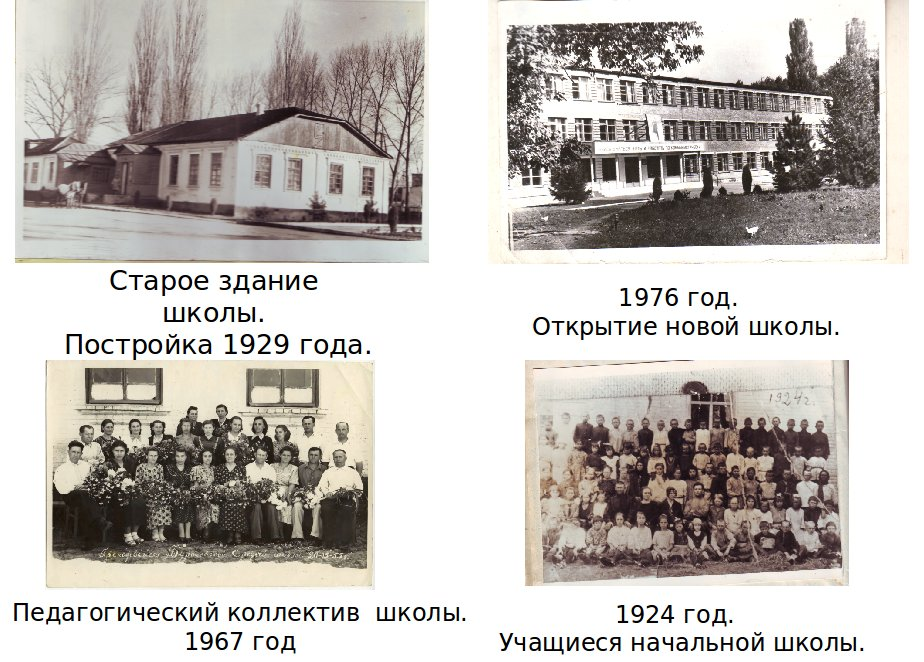 Старое здание
школы.
Постройка 1929 года.
1976 год.
Открытие новой школы.
1924г.
Педагогический коллектив школы.
1967 год
1924 год.
Учащиеся начальной школы.